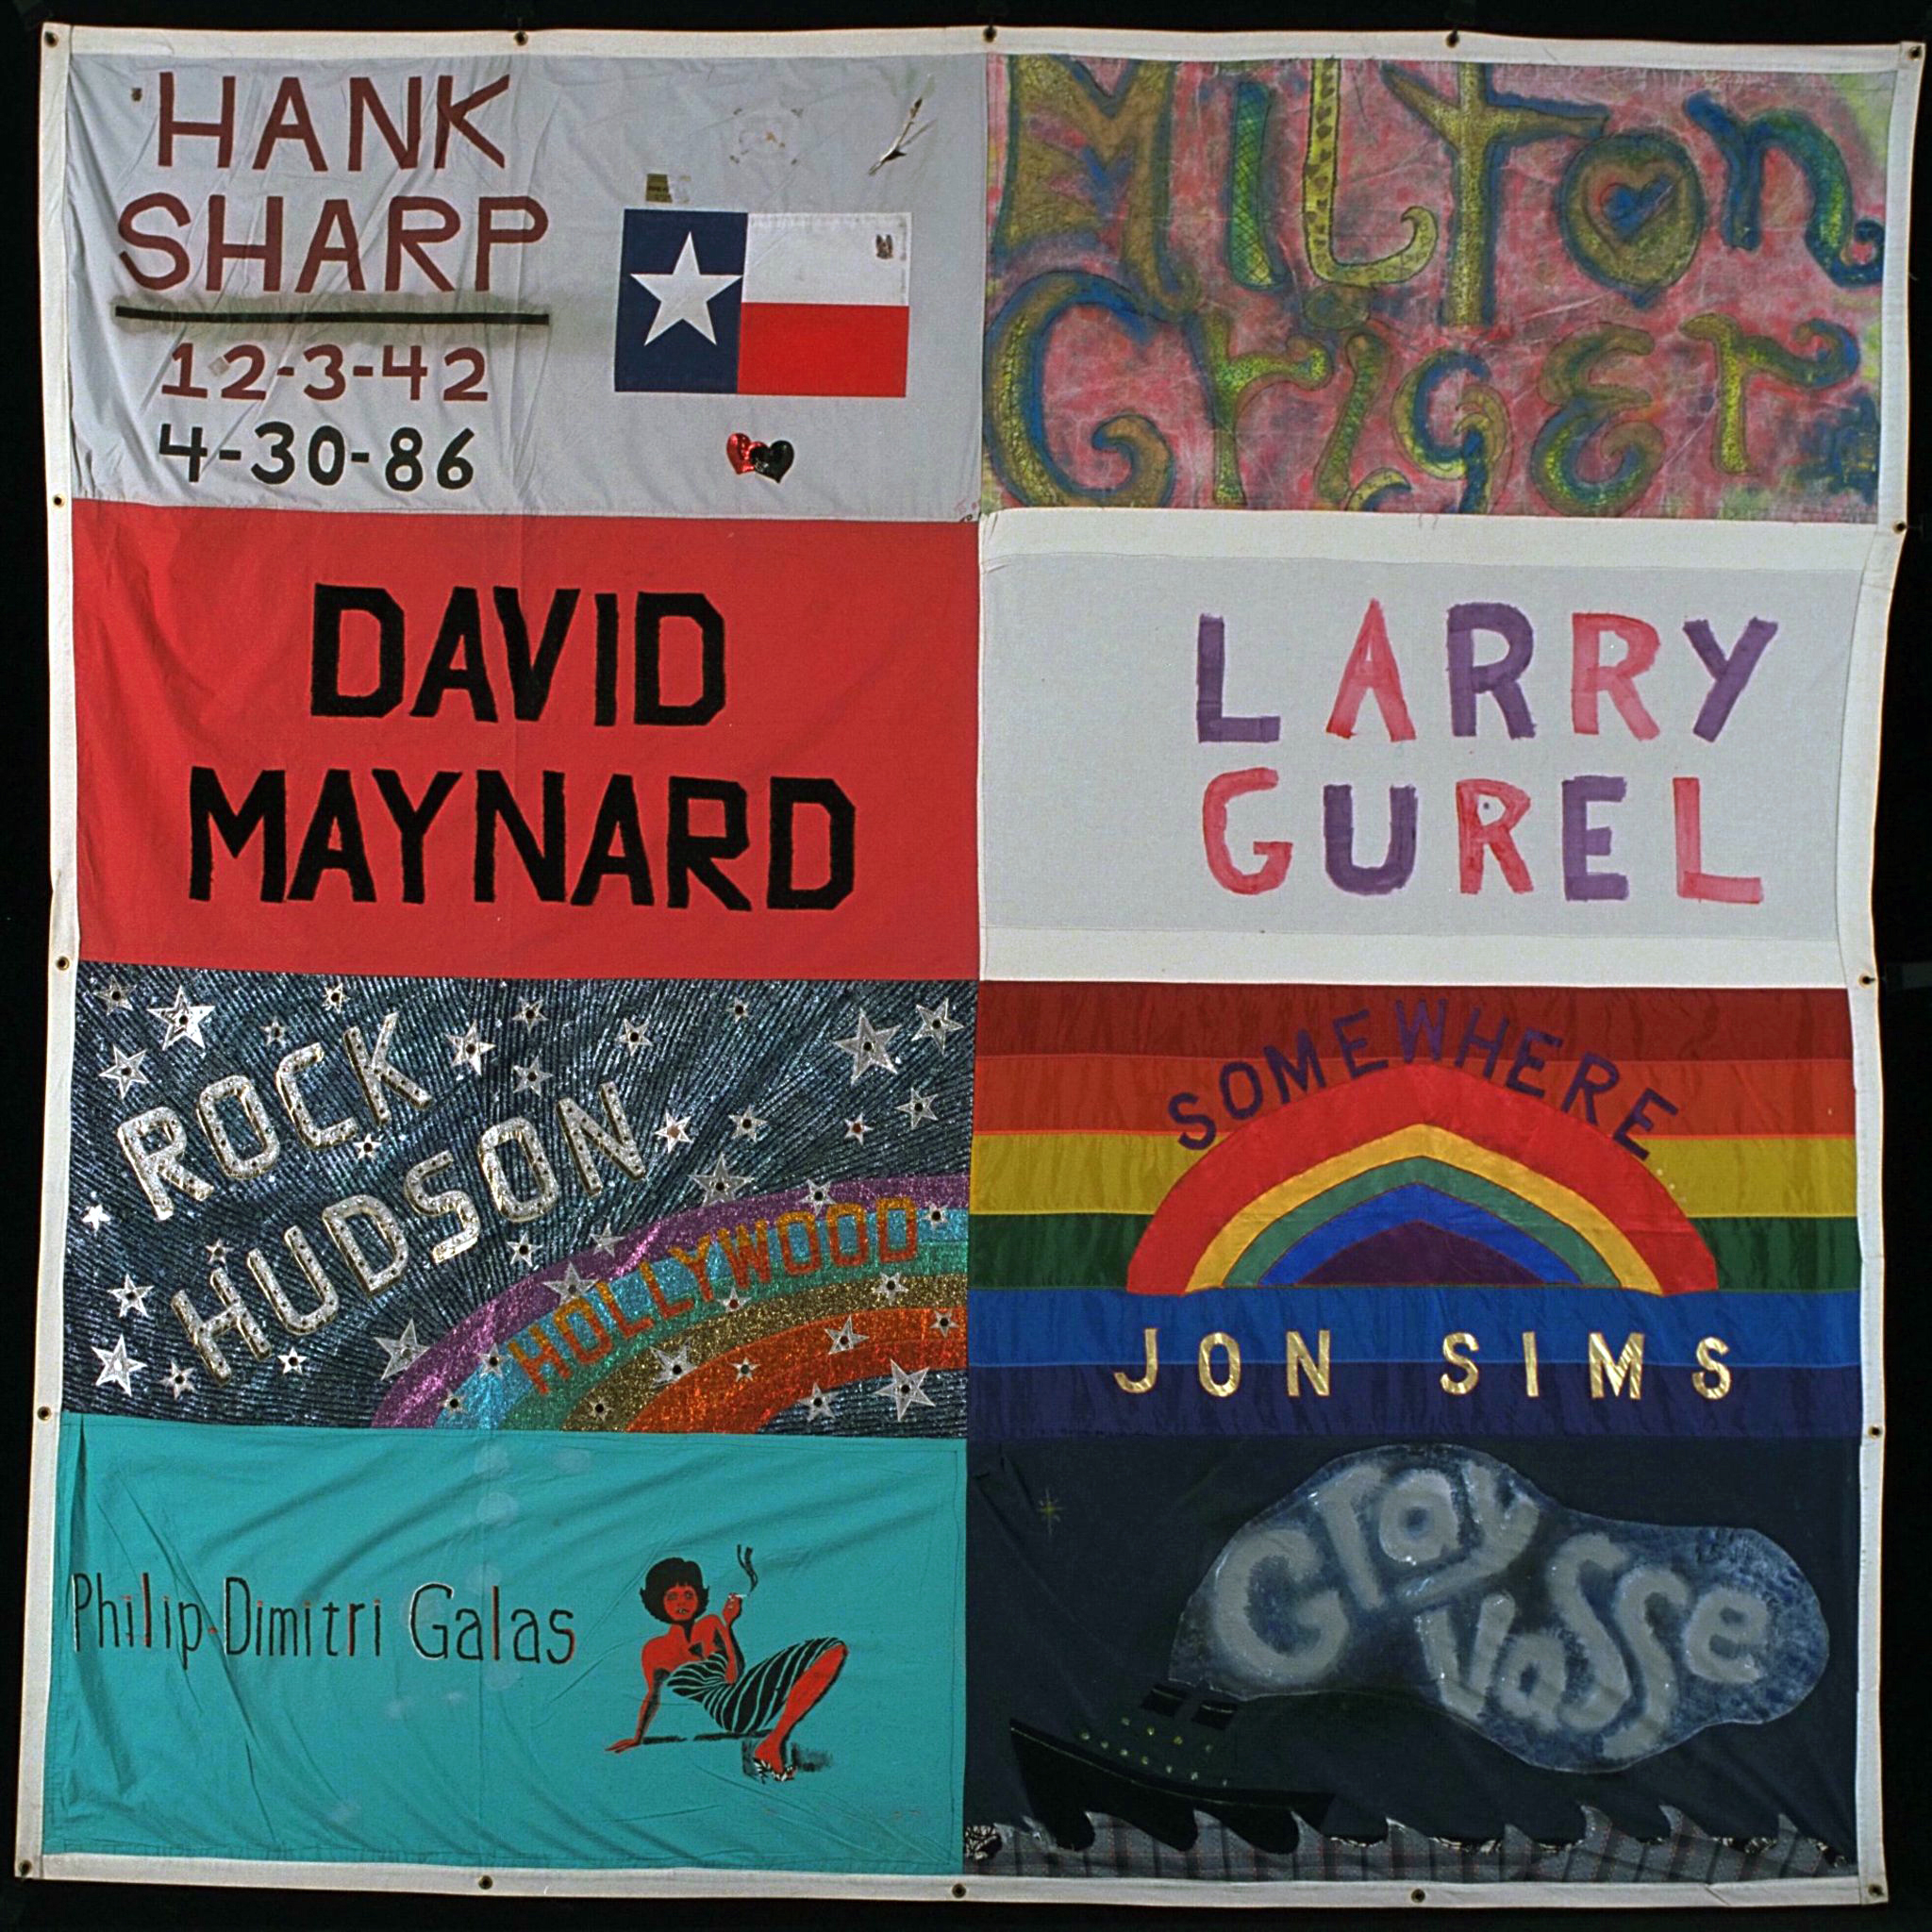 HANK
SHARP
12-3-42
4-30-86
MILTon
GrigEr
DAVID
MAYNARD
LARRY
GUREL
ROCK
HUDSON
HOLLYWOOD
SOMEWHERE
JON SIMS
Philip-Dimitri Galas
Clay
Vasse